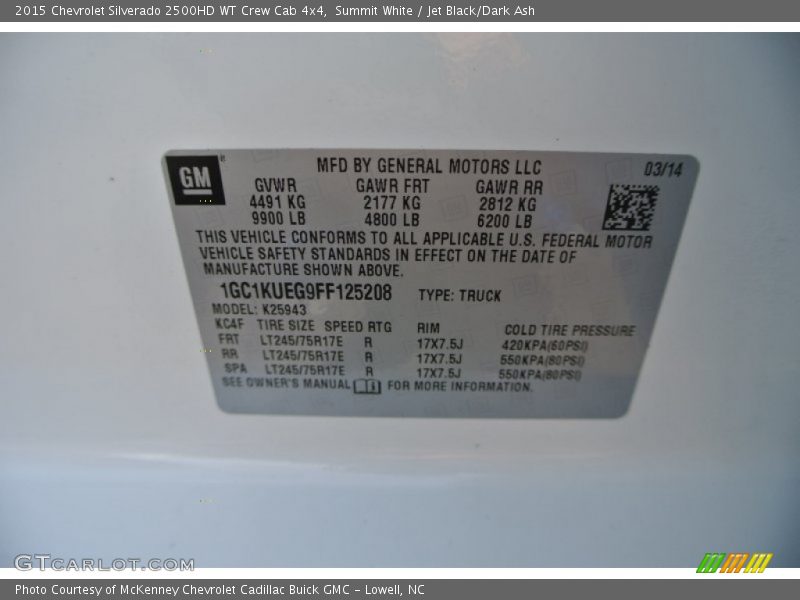 2015 Chevrolet Silverado 2500HD WT Crew Cab 4x4,  Summit White / Jet Black/Dark Ash
GM
MFD BY GENERAL MOTORS LLC
03/14
GVWR GAWR FRT GAWR RR
4491 KG 2177 KG 2812 KG
9900 LB 4800 LB 6200 LB
THIS VEHICLE CONFORMS TO ALL APPLICABLE U.S. FEDERAL MOTOR
VEHICLE SAFETY STANDARDS IN EFFECT ON THE DATE OF
MANUFACTURE SHOWN ABOVE.
1GC1KUEG9FF125208 TYPE: TRUCK
MODEL: K25943
KC4F TIRE SIZE SPEED RTG RIM COLD TIRE PRESSURE
FRT LT245/75R17E R 17X7.5J 420KPA(60PSI)
RR LT245/75R17E R 17X7.5J 550KPA(80PSI)
SPA LT245/75R17E R 17X7.5J 550KPA(80PSI)
SEE OWNER'S MANUAL FOR MORE INFORMATION.
GTCARLOT.COM
Photo Courtesy of McKenney Chevrolet Cadillac Buick GMC - Lowell, NC